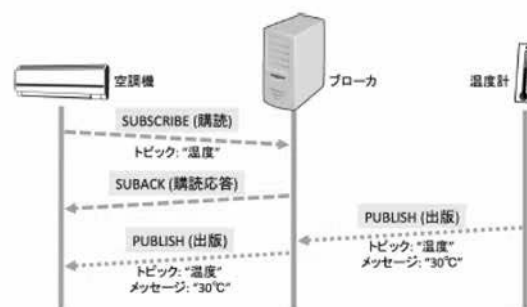 空調機
ブローカ
温度計
SUBSCRIBE (購読)
トピック: "温度"
SUBACK (購読応答)
PUBLISH (出版)
トピック: "温度"
メッセージ: "30℃"
PUBLISH (出版)
トピック: "温度"
メッセージ: "30℃"